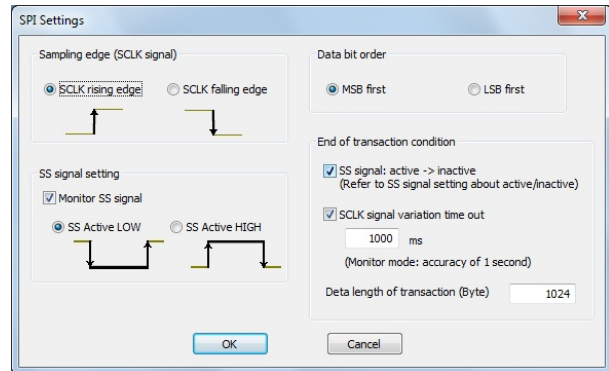 SPI Settings
Sampling edge (SCLK signal)
SCLK rising edge
SCLK falling edge
SS signal setting
Monitor SS signal
SS Active LOW
SS Active HIGH
Data bit order
MSB first
LSB first
End of transaction condition
SS signal: active -> inactive
(Refer to SS signal setting about active/inactive)
SCLK signal variation time out
1000 ms
(Monitor mode: accuracy of 1 second)
Deta length of transaction (Byte) 1024
OK
Cancel